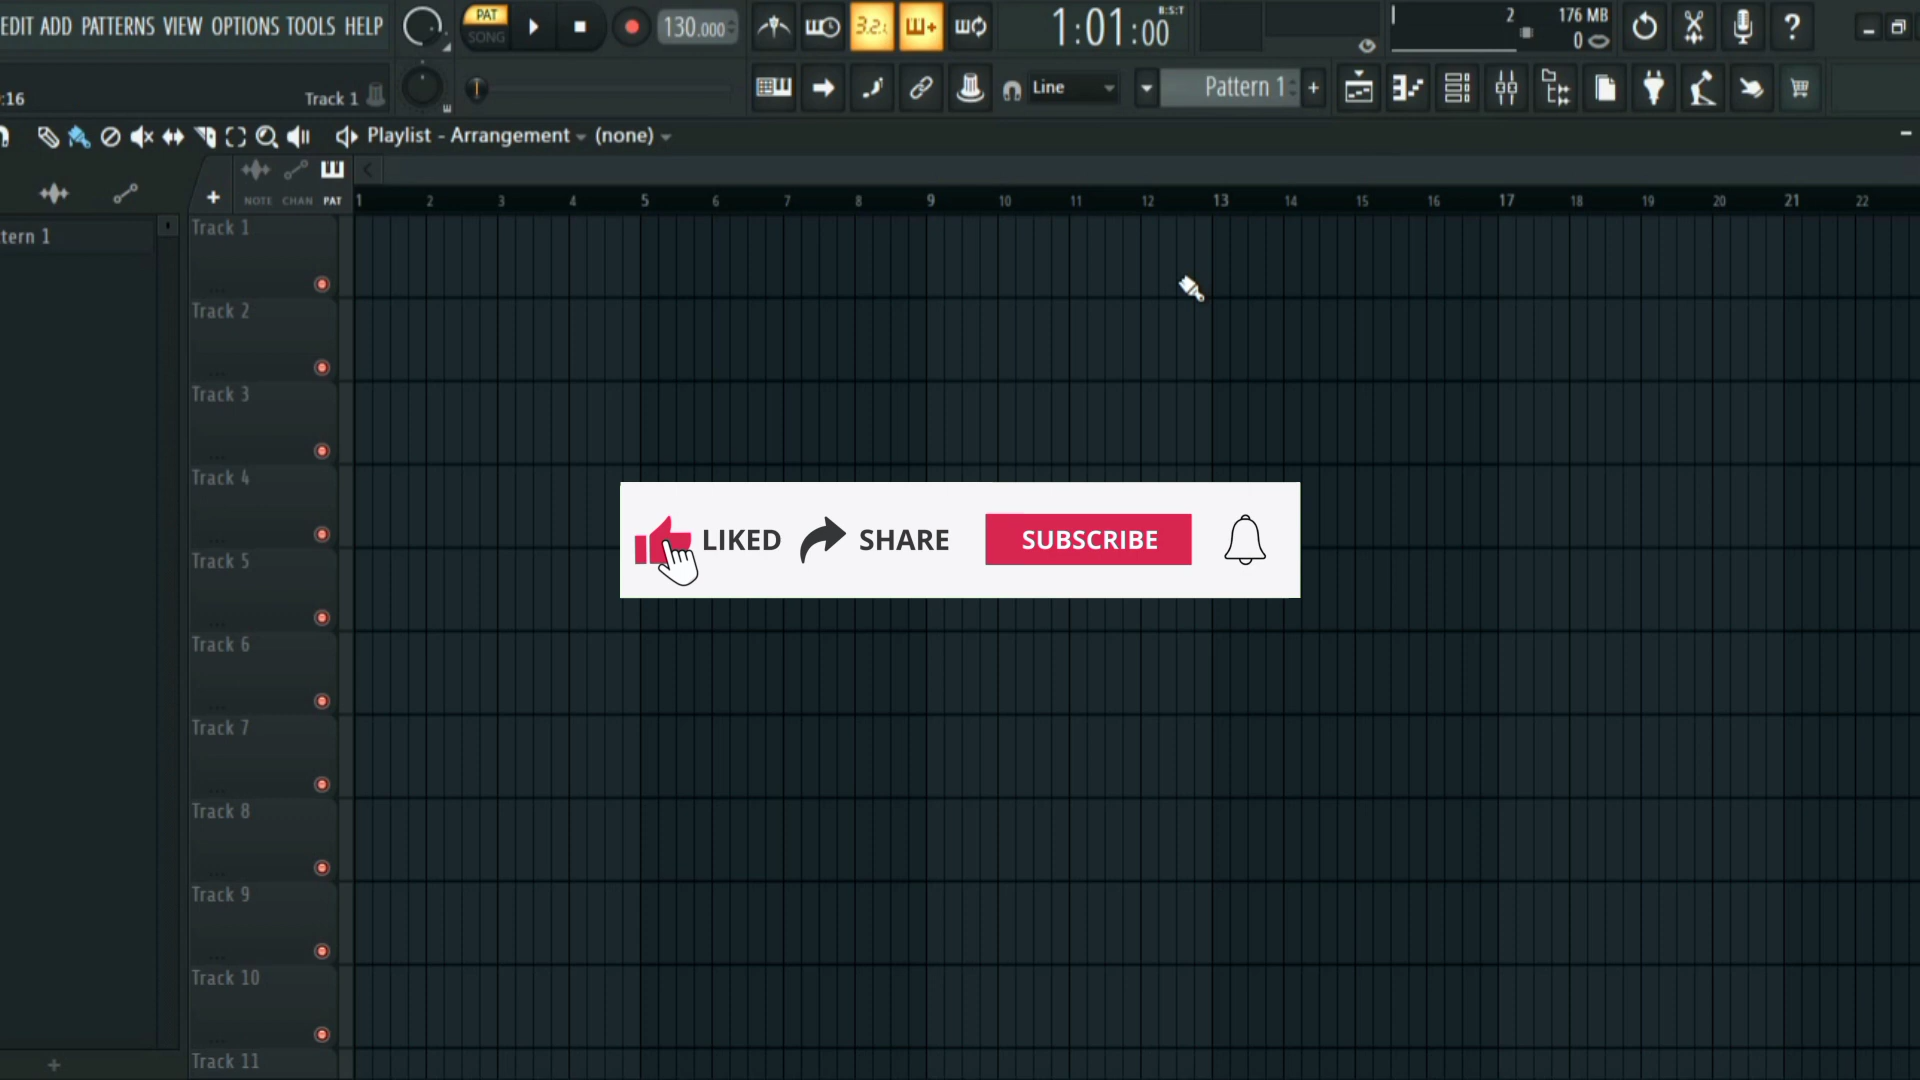 EDIT ADD PATTERNS VIEW OPTIONS TOOLS HELP
PAT
SONG
130.000
3.2.
1:01:00
B:S:T
2
176 MB
0
?
:16
Track 1
Line
Pattern 1
+
Playlist - Arrangement (none)
+
NOTE CHAN PAT
1 2 3 4 5 6 7 8 9 10 11 12 13 14 15 16 17 18 19 20 21 22
tern 1
Track 1
Track 2
Track 3
Track 4
LIKED SHARE SUBSCRIBE
Track 5
Track 6
Track 7
Track 8
Track 9
Track 10
Track 11
+